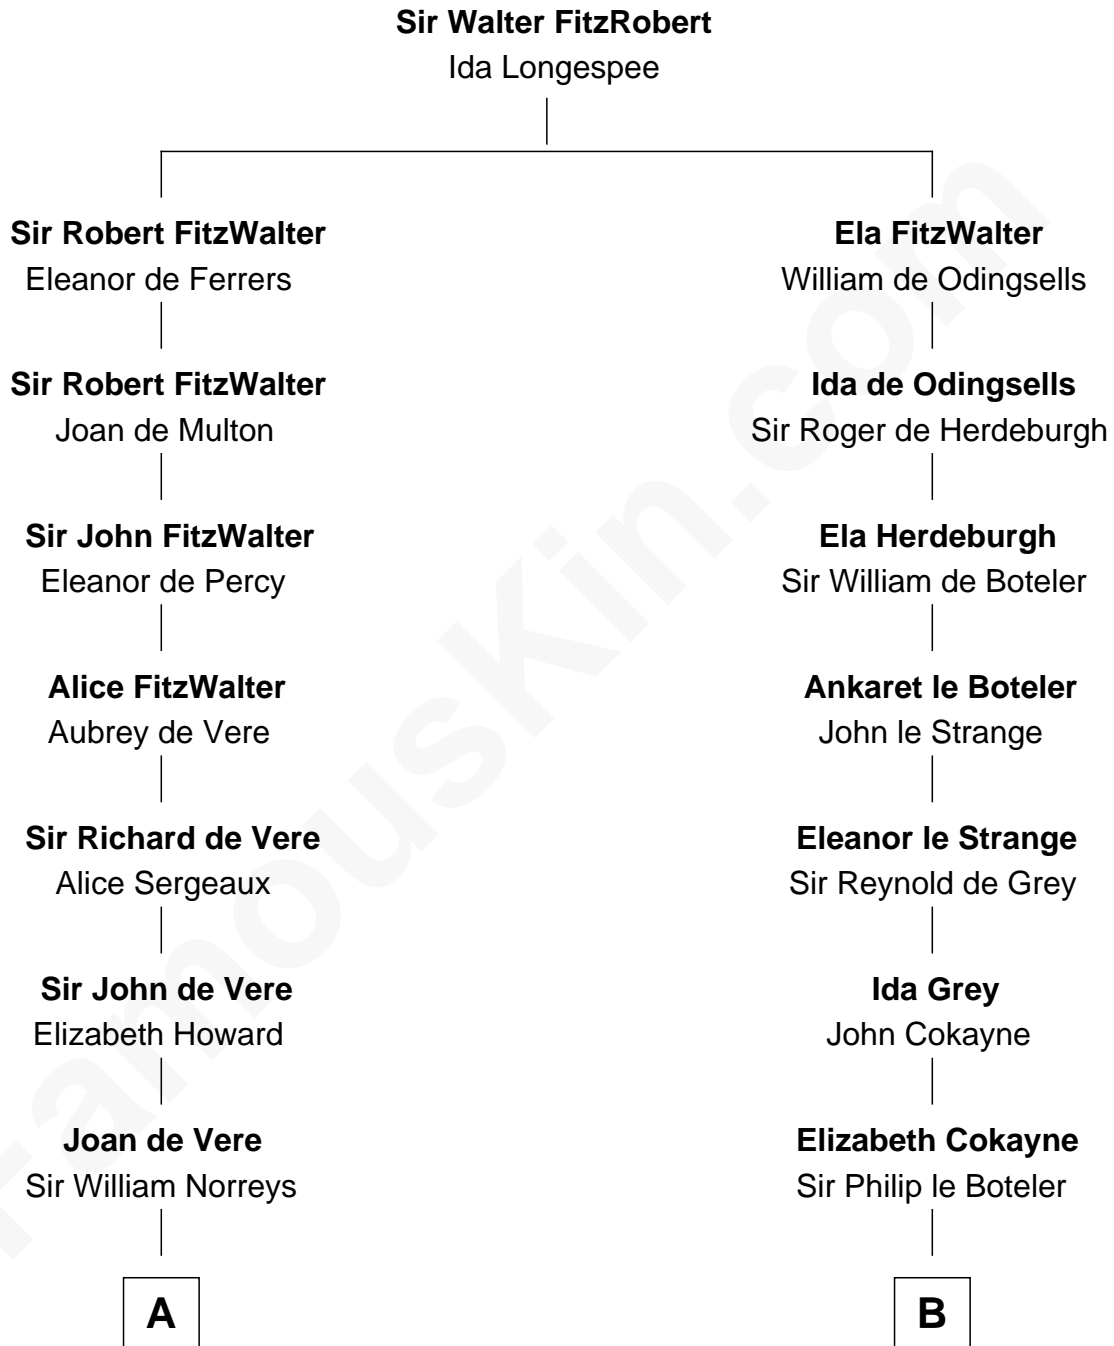 Sir Walter FitzRobert
Ida Longespee
Sir Robert FitzWalter
Eleanor de Ferrers
Sir Robert FitzWalter
Joan de Multon
Sir John FitzWalter
Eleanor de Percy
Alice FitzWalter
Aubrey de Vere
Sir Richard de Vere
Alice Sergeaux
Sir John de Vere
Elizabeth Howard
Joan de Vere
Sir William Norreys
A
Ela FitzWalter
William de Odingsells
Ida de Odingsells
Sir Roger de Herdeburgh
Ela Herdeburgh
Sir William de Boteler
Ankaret le Boteler
John le Strange
Eleanor le Strange
Sir Reynold de Grey
Ida Grey
John Cokayne
Elizabeth Cokayne
Sir Philip le Boteler
B
FamousKin.com